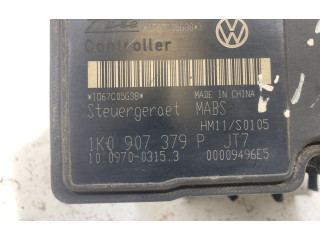 Controller
*1D67C05G38*
MADE IN CHINA
Steuergeraet MABS
HM11/S0105
1K0 907 379 P JT7
10.0970-0315.3 00009496E5